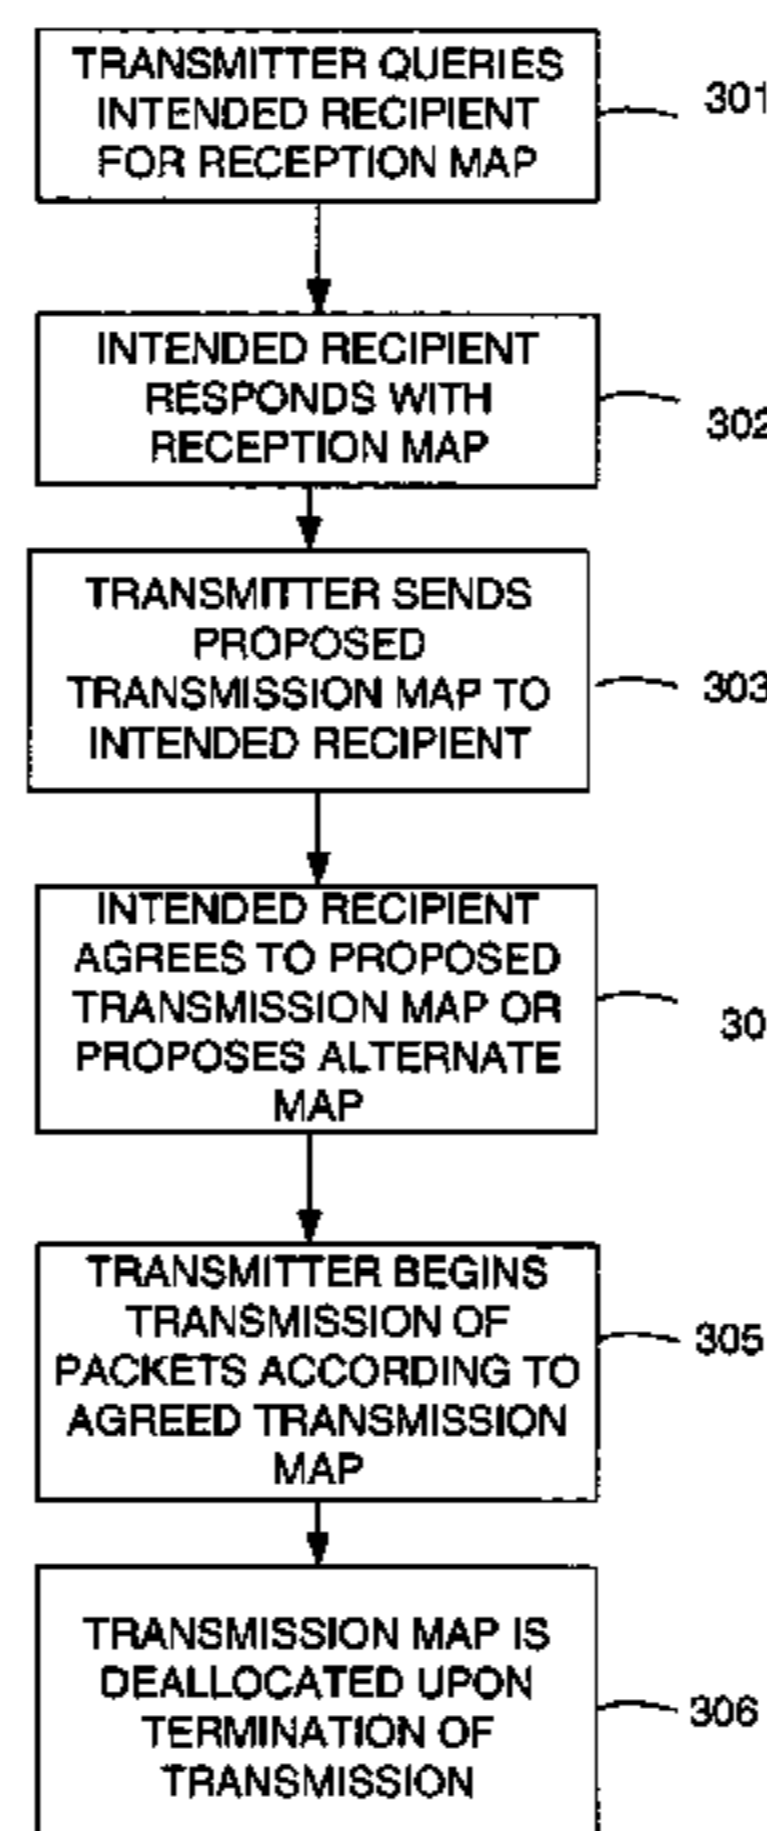 TRANSMITTER QUERIES
INTENDED RECIPIENT
FOR RECEPTION MAP
301
INTENDED RECIPIENT
RESPONDS WITH
RECEPTION MAP
302
TRANSMITTER SENDS
PROPOSED
TRANSMISSION MAP TO
INTENDED RECIPIENT
303
INTENDED RECIPIENT
AGREES TO PROPOSED
TRANSMISSION MAP OR
PROPOSES ALTERNATE
MAP
30
TRANSMITTER BEGINS
TRANSMISSION OF
PACKETS ACCORDING TO
AGREED TRANSMISSION
MAP
305
TRANSMISSION MAP IS
DEALLOCATED UPON
TERMINATION OF
TRANSMISSION
306